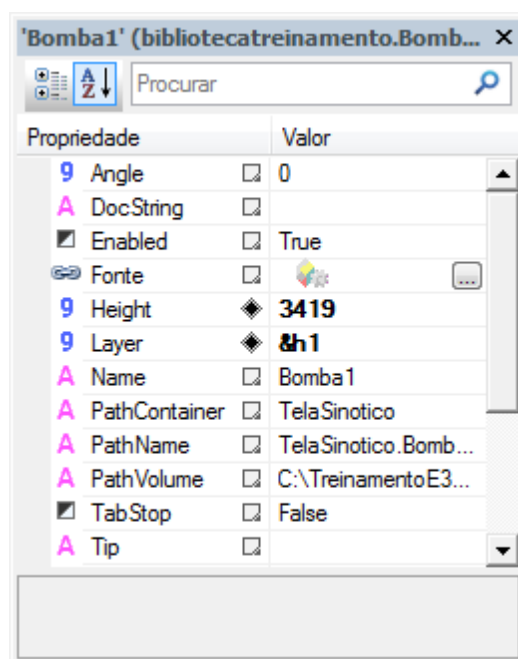 'Bomba1' (bibliotecatreinamento.Bomb...
Procurar
Propriedade Valor
Angle 0
DocString
Enabled True
Fonte ...
Height 3419
Layer &h1
Name Bomba1
PathContainer TelaSinotico
PathName TelaSinotico.Bomb...
PathVolume C:\TreinamentoE3...
TabStop False
Tip